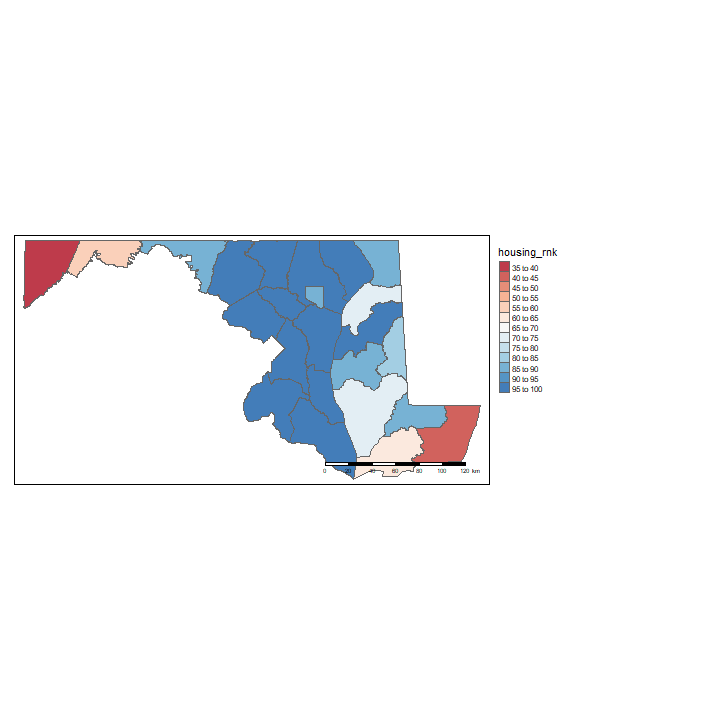 housing_rnk
35 to 40
40 to 45
45 to 50
50 to 55
55 to 60
60 to 65
65 to 70
70 to 75
75 to 80
80 to 85
85 to 90
90 to 95
95 to 100
0 20 40 60 80 100 120 km